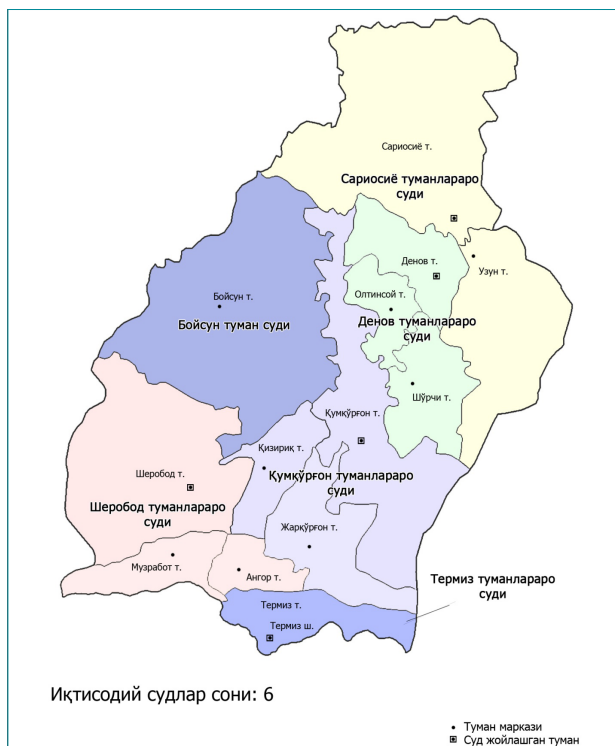 Сариосиё т.
Сариосиё туманлараро
суди
Денов т.
Узун т.
Бойсун т.
Олтинсой т.
Бойсун туман суди
Денов туманлараро
суди
Шўрчи т.
Қумқўрғон т.
Қизириқ т.
Шеробод т.
Қумқўрғон туманлараро
суди
Шеробод туманлараро
суди
Жарқўрғон т.
Музработ т.
Ангор т.
Термиз туманлараро
суди
Термиз т.
Термиз ш.
Иқтисодий судлар сони: 6
Туман маркази
Суд жойлашган туман